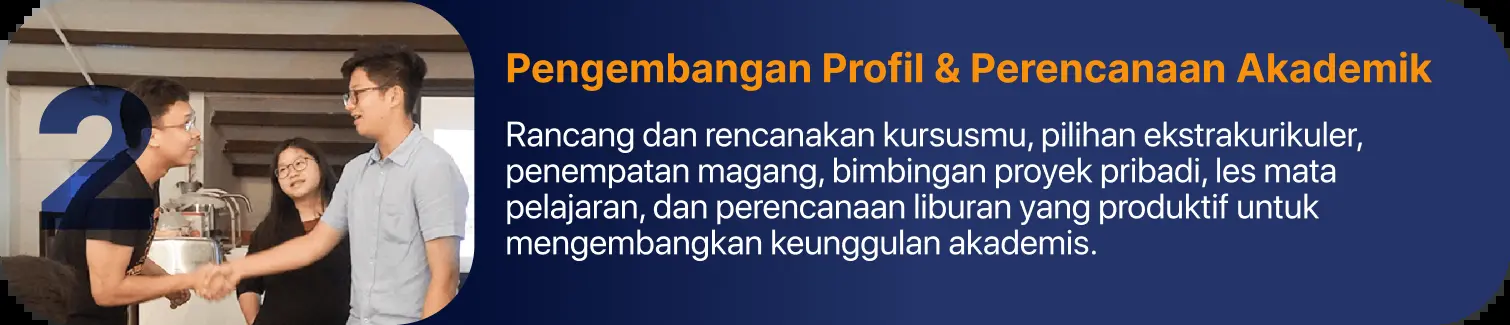 2
Pengembangan Profil & Perencanaan Akademik
Rancang dan rencanakan kursusmu, pilihan ekstrakurikuler,
penempatan magang, bimbingan proyek pribadi, les mata
pelajaran, dan perencanaan liburan yang produktif untuk
mengembangkan keunggulan akademis.